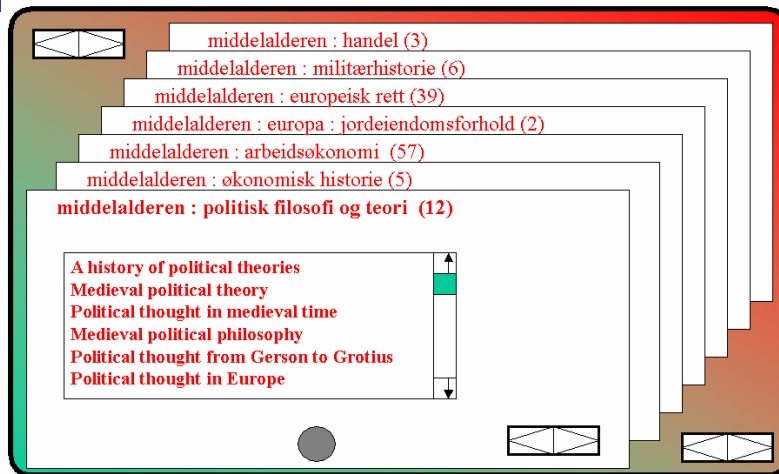 middelalderen : handel (3)
middelalderen : militærhistorie (6)
middelalderen : europeisk rett (39)
middelalderen : europa : jordeiendomsforhold (2)
middelalderen : arbeidsøkonomi (57)
middelalderen : økonomisk historie (5)
middelalderen : politisk filosofi og teori (12)
A history of political theories
Medieval political theory
Political thought in medieval time
Medieval political philosophy
Political thought from Gerson to Grotius
Political thought in Europe